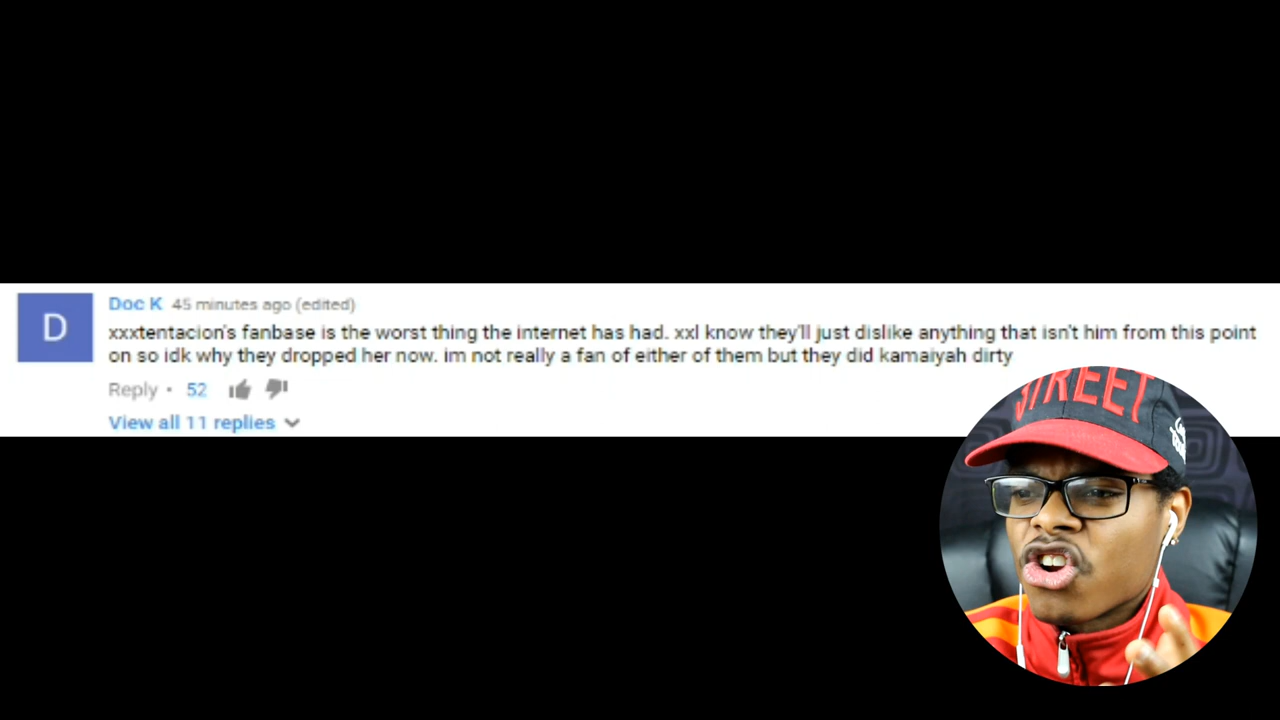 D
Doc K 45 minutes ago (edited)
xxxtentacion's fanbase is the worst thing the internet has had. xxl know they'll just dislike anything that isn't him from this point
on so idk why they dropped her now. im not really a fan of either of them but they did kamaiyah dirty
Reply • 52
View all 11 replies
STREET